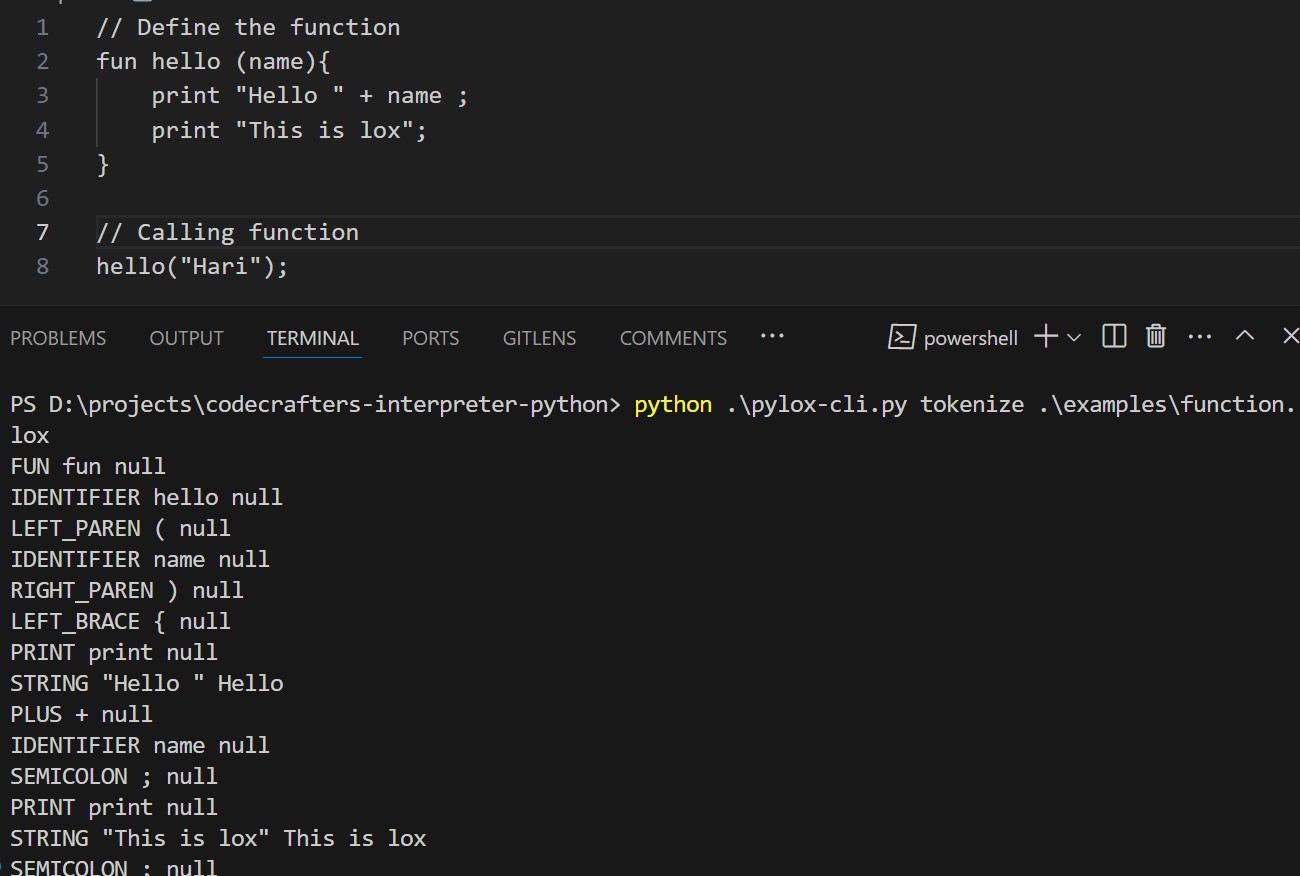 1 // Define the function
2 fun hello (name){
3 print "Hello " + name ;
4 print "This is lox";
5 }
6
7 // Calling function
8 hello("Hari");
PROBLEMS OUTPUT TERMINAL PORTS GITLENS COMMENTS ··· powershell ···
PS D:\projects\codecrafters-interpreter-python> python .\pylox-cli.py tokenize .\examples\function.
lox
FUN fun null
IDENTIFIER hello null
LEFT_PAREN ( null
IDENTIFIER name null
RIGHT_PAREN ) null
LEFT_BRACE { null
PRINT print null
STRING "Hello " Hello
PLUS + null
IDENTIFIER name null
SEMICOLON ; null
PRINT print null
STRING "This is lox" This is lox
SEMICOLON ; null